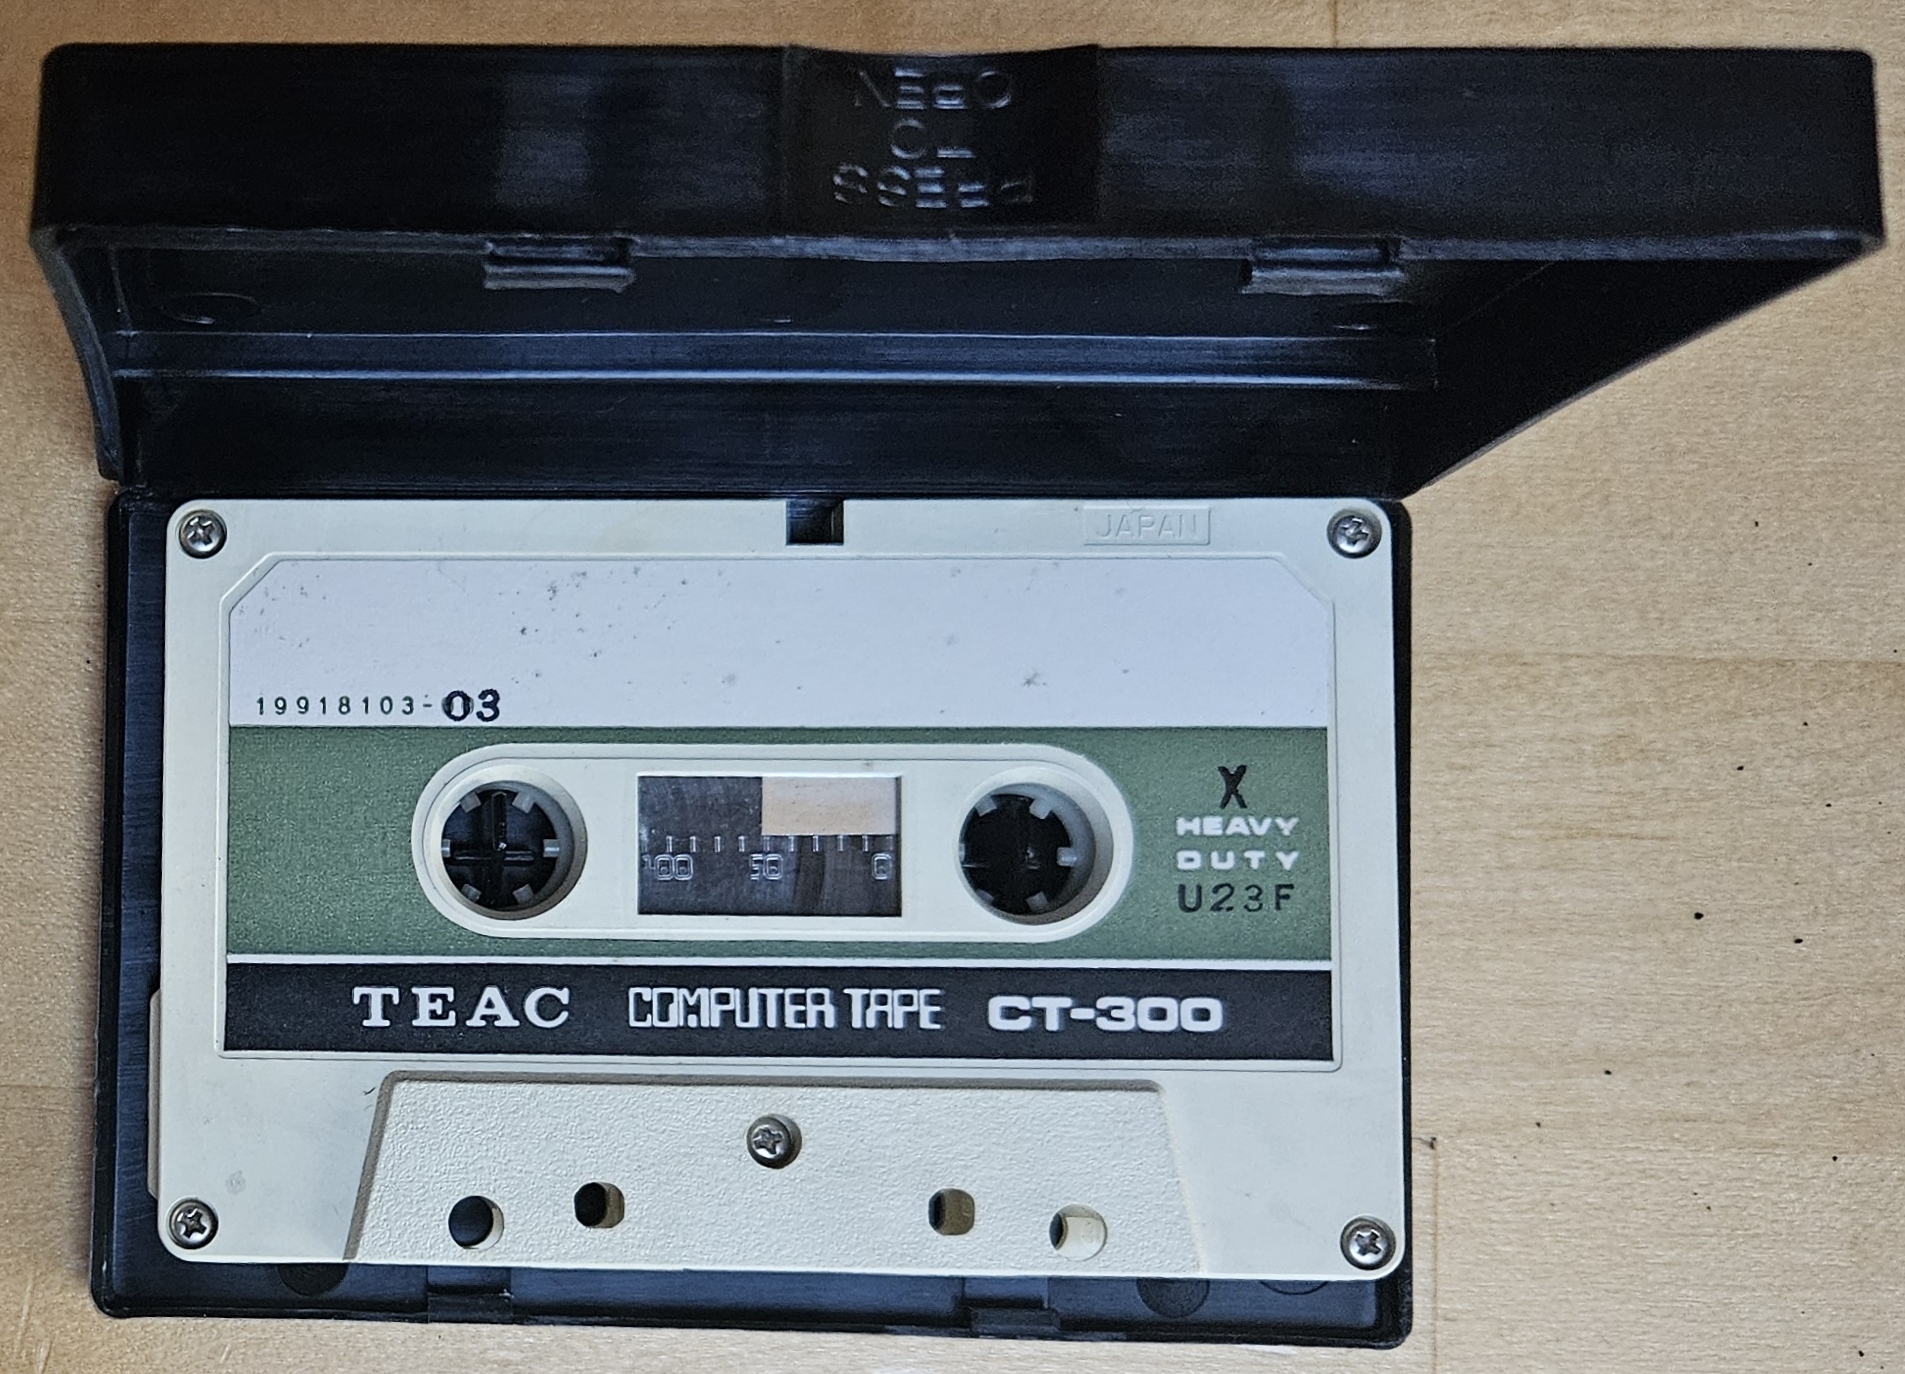 PRESS
TO
OPEN
JAPAN
19918103-03
X
HEAVY
DUTY
U23F
100 50 0
TEAC COMPUTER TAPE CT-300